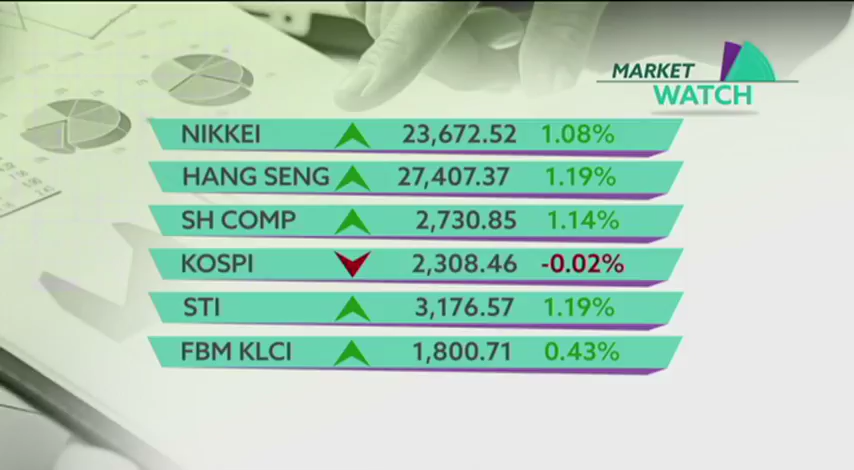 MARKET
WATCH
NIKKEI 23,672.52 1.08%
HANG SENG 27,407.37 1.19%
SH COMP 2,730.85 1.14%
KOSPI 2,308.46 -0.02%
STI 3,176.57 1.19%
FBM KLCI 1,800.71 0.43%